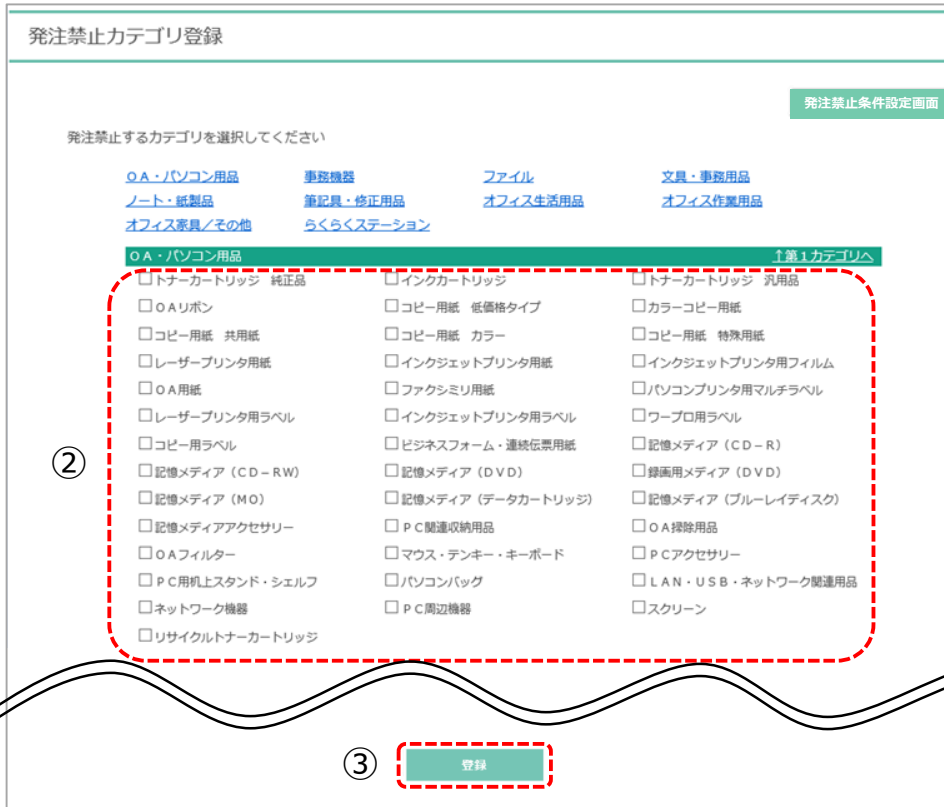 発注禁止カテゴリ登録
発注禁止条件設定画面
発注禁止するカテゴリを選択してください
ＯＡ・パソコン用品 事務機器 ファイル 文具・事務用品
ノート・紙製品 筆記具・修正用品 オフィス生活用品 オフィス作業用品
オフィス家具／その他 らくらくステーション
ＯＡ・パソコン用品 ↑第１カテゴリへ
トナーカートリッジ　純正品 インクカートリッジ トナーカートリッジ　汎用品
ＯＡリボン コピー用紙　低価格タイプ カラーコピー用紙
コピー用紙　共用紙 コピー用紙　カラー コピー用紙　特殊用紙
レーザープリンタ用紙 インクジェットプリンタ用紙 インクジェットプリンタ用フィルム
ＯＡ用紙 ファクシミリ用紙 パソコンプリンタ用マルチラベル
レーザープリンタ用ラベル インクジェットプリンタ用ラベル ワープロ用ラベル
コピー用ラベル ビジネスフォーム・連続伝票用紙 記憶メディア（ＣＤ－Ｒ）
② 記憶メディア（ＣＤ－ＲＷ） 記憶メディア（ＤＶＤ） 録画用メディア（ＤＶＤ）
記憶メディア（ＭＯ） 記憶メディア（データカートリッジ） 記憶メディア（ブルーレイディスク）
記憶メディアアクセサリー ＰＣ関連収納用品 ＯＡ掃除用品
ＯＡフィルター マウス・テンキー・キーボード ＰＣアクセサリー
ＰＣ用机上スタンド・シェルフ パソコンバッグ ＬＡＮ・ＵＳＢ・ネットワーク関連用品
ネットワーク機器 ＰＣ周辺機器 スクリーン
リサイクルトナーカートリッジ
③ 登録